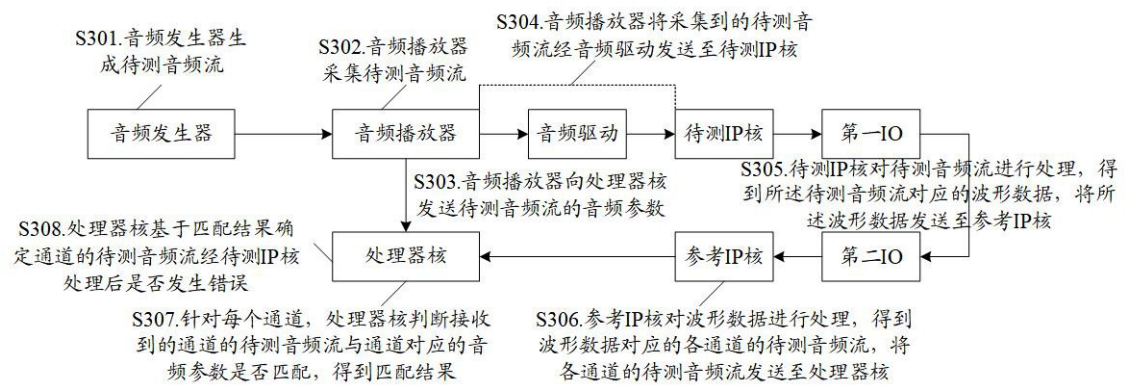 S301.音频发生器生
成待测音频流
S302.音频播放器
采集待测音频流
S304.音频播放器将采集到的待测音
频流经音频驱动发送至待测IP核
音频发生器
音频播放器
音频驱动
待测IP核
第一IO
S303.音频播放器向处理器核
发送待测音频流的音频参数
S305.待测IP核对待测音频流进行处理，得
到所述待测音频流对应的波形数据，将所
述波形数据发送至参考IP核
S308.处理器核基于匹配结果确
定通道的待测音频流经待测IP核
处理后是否发生错误
处理器核
参考IP核
第二IO
S307.针对每个通道，处理器核判断接收
到的通道的待测音频流与通道对应的音
频参数是否匹配，得到匹配结果
S306.参考IP核对波形数据进行处理，得到
波形数据对应的各通道的待测音频流，将
各通道的待测音频流发送至处理器核